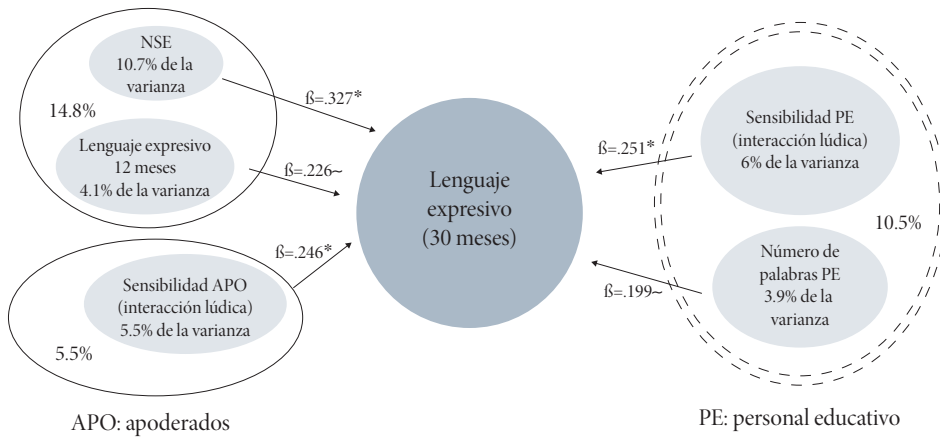 NSE
10.7% de la
varianza
14.8%
Lenguaje expresivo
12 meses
4.1% de la varianza
ß=.327*
ß=.226~
ß=.246*
Sensibilidad APO
(interacción lúdica)
5.5% de la varianza
5.5%
APO: apoderados
Lenguaje
expresivo
(30 meses)
ß=.251*
ß=.199~
Sensibilidad PE
(interacción lúdica)
6% de la varianza
10.5%
Número de
palabras PE
3.9% de la
varianza
PE: personal educativo